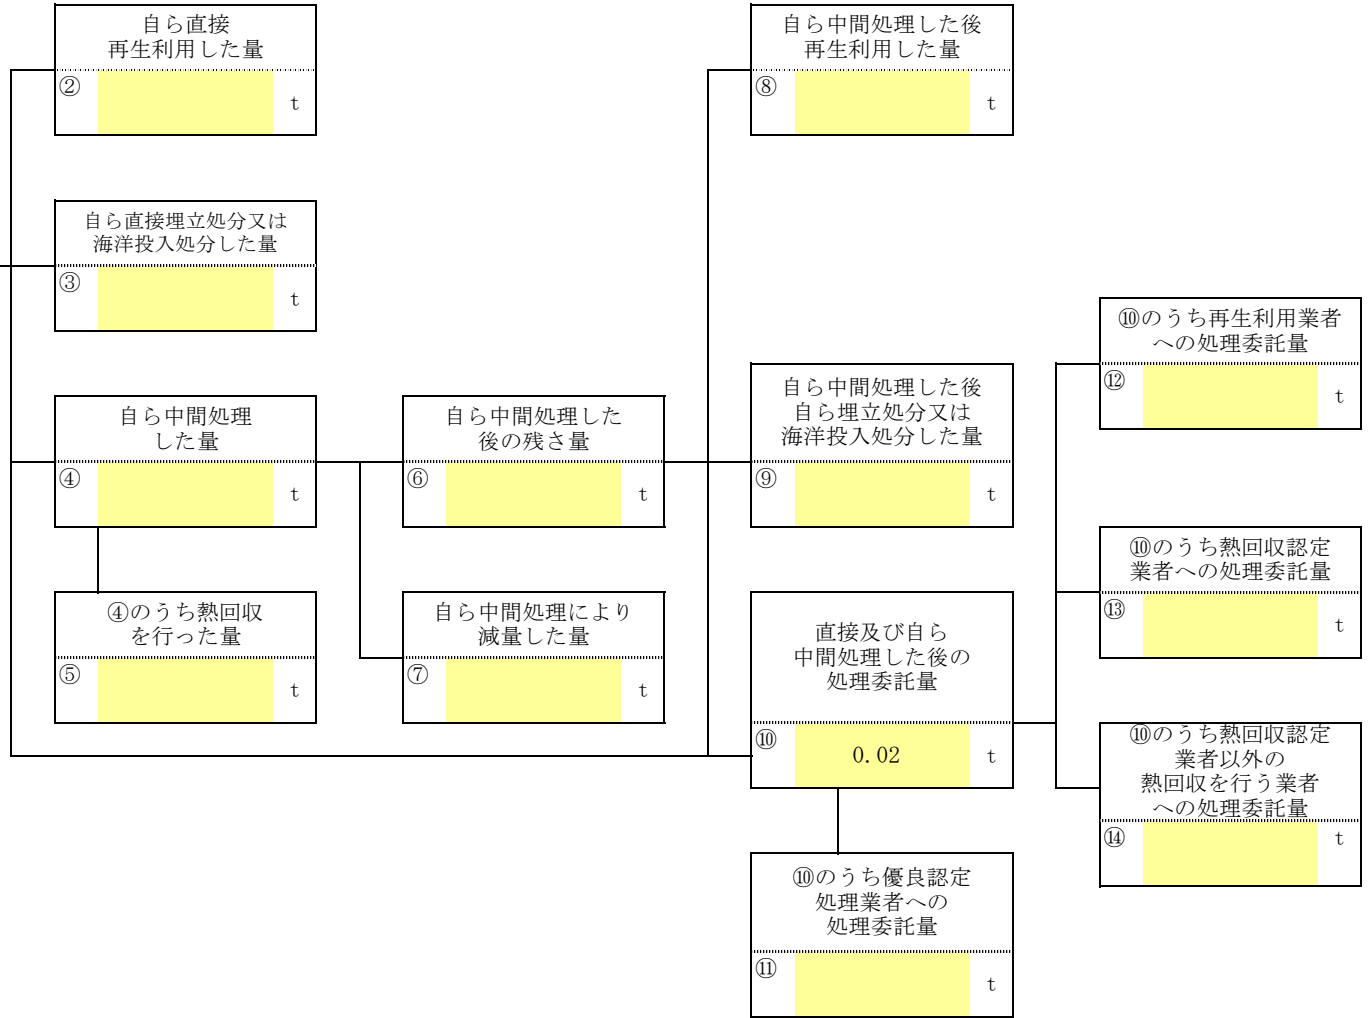 自ら直接
再生利用した量
②
t
自ら中間処理した後
再生利用した量
⑧
t
自ら直接埋立処分又は
海洋投入処分した量
③
t
⑩のうち再生利用業者
への処理委託量
⑫
t
自ら中間処理
した量
④
t
自ら中間処理した
後の残さ量
⑥
t
自ら中間処理した後
自ら埋立処分又は
海洋投入処分した量
⑨
t
⑩のうち熱回収認定
業者への処理委託量
⑬
t
④のうち熱回収
を行った量
⑤
t
自ら中間処理により
減量した量
⑦
t
直接及び自ら
中間処理した後の
処理委託量
⑩
0.02
t
⑩のうち熱回収認定
業者以外の
熱回収を行う業者
への処理委託量
⑭
t
⑩のうち優良認定
処理業者への
処理委託量
⑪
t